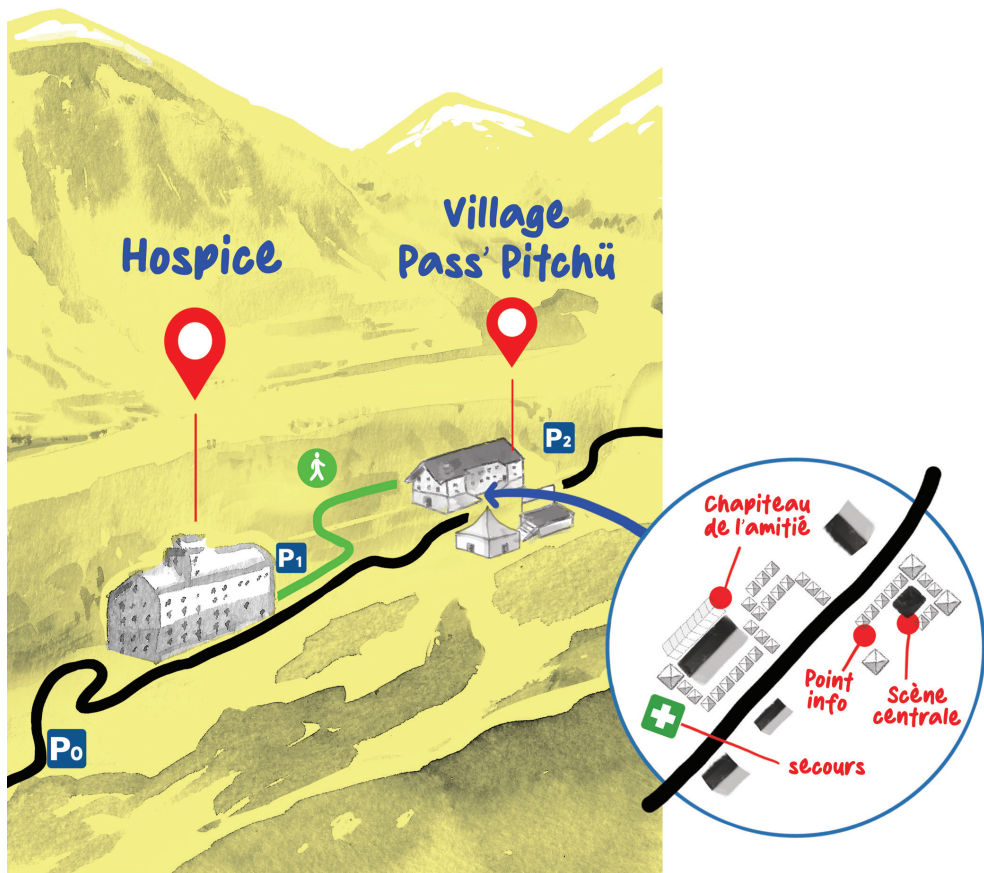 Hospice
Village
Pass' Pitchü
P2
P1
P0
Chapiteau
de l'amitié
Point
info
Scène
centrale
secours